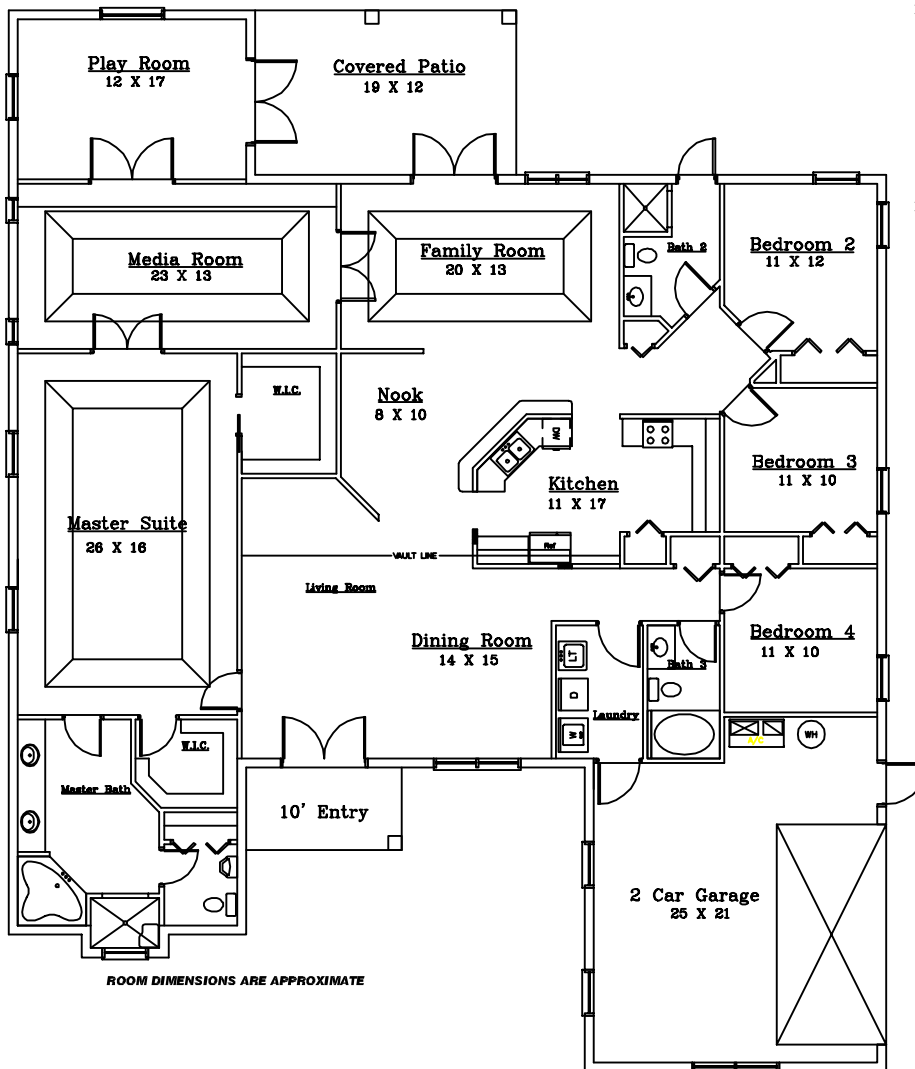 Play Room
12 X 17
Covered Patio
19 X 12
Media Room
23 X 13
Family Room
20 X 13
Bath 2
Bedroom 2
11 X 12
W.I.C.
Nook
8 X 10
DW
Kitchen
11 X 17
Bedroom 3
11 X 10
Master Suite
26 X 16
Ref
VAULT LINE
Living Room
Dining Room
14 X 15
LT
D
W
Laundry
Bath 3
Bedroom 4
11 X 10
A/C
WH
W.I.C.
Master Bath
10' Entry
2 Car Garage
25 X 21
ROOM DIMENSIONS ARE APPROXIMATE